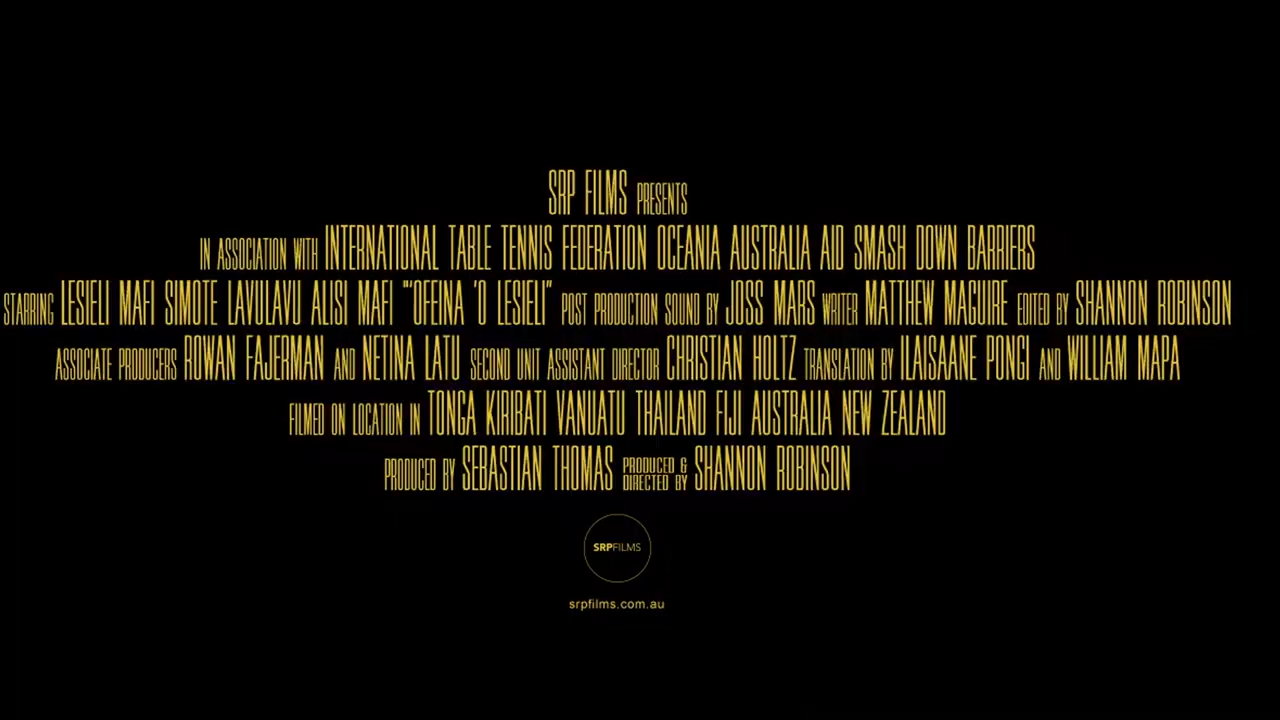 SRP FILMS PRESENTS
IN ASSOCIATION WITH INTERNATIONAL TABLE TENNIS FEDERATION OCEANIA AUSTRALIA AID SMASH DOWN BARRIERS
STARRING LESIELI MAFI SIMOTE LAVULAVU ALISI MAFI "'OFEINA 'O LESIELI" POST PRODUCTION SOUND BY JOSS MARS WRITER MATTHEW MAGUIRE EDITED BY SHANNON ROBINSON
ASSOCIATE PRODUCERS ROWAN FAJERMAN AND NETINA LATU SECOND UNIT ASSISTANT DIRECTOR CHRISTIAN HOLTZ TRANSLATION BY ILAISAANE PONGI AND WILLIAM MAPA
FILMED ON LOCATION IN TONGA KIRIBATI VANUATU THAILAND FIJI AUSTRALIA NEW ZEALAND
PRODUCED BY SEBASTIAN THOMAS PRODUCED & DIRECTED BY SHANNON ROBINSON
SRPFILMS
srpfilms.com.au